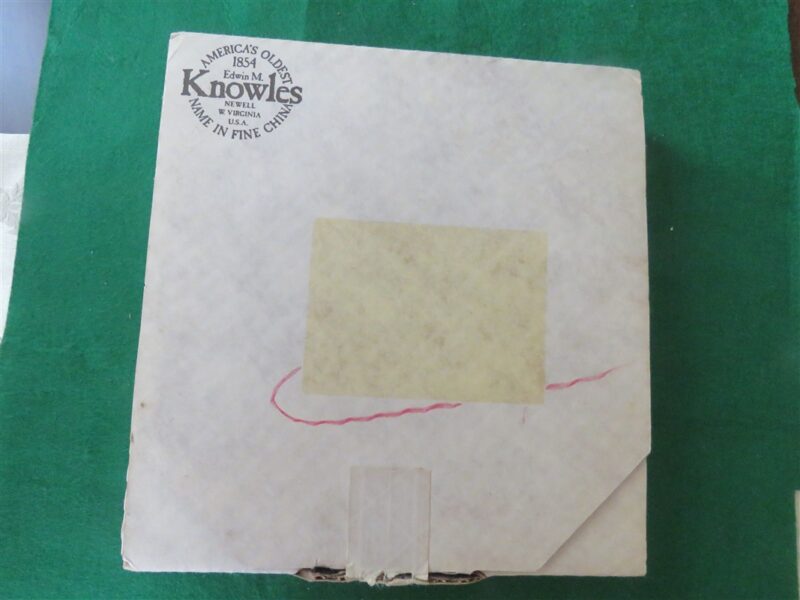 AMERICA'S OLDEST
1854
Edwin M.
Knowles
NEWELL
W. VIRGINIA
U.S.A.
NAME IN FINE CHINA